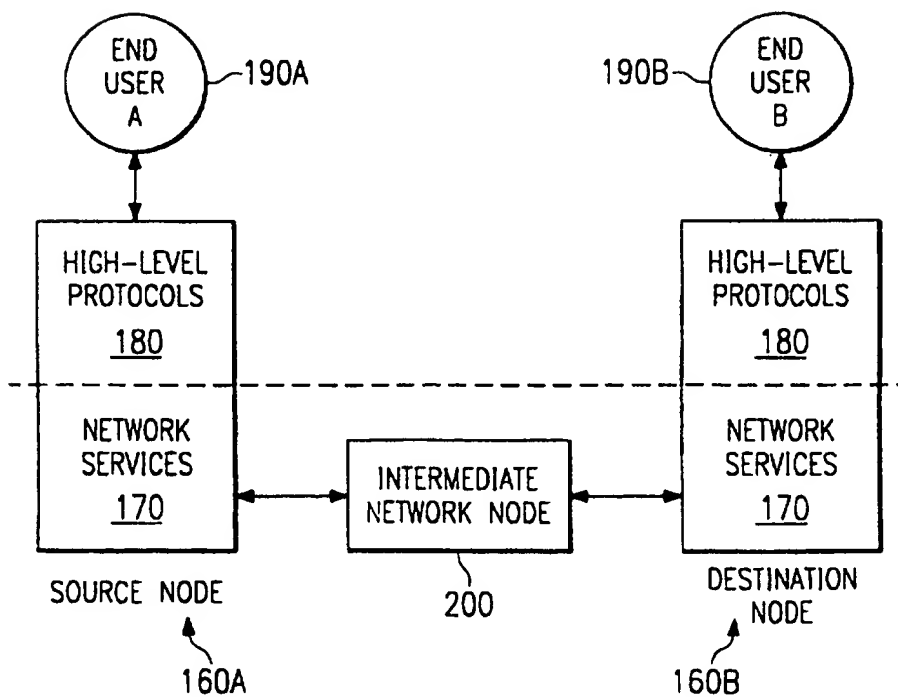 END
USER
A
190A
190B
END
USER
B
HIGH-LEVEL
PROTOCOLS
180
HIGH-LEVEL
PROTOCOLS
180
NETWORK
SERVICES
170
INTERMEDIATE
NETWORK NODE
NETWORK
SERVICES
170
SOURCE NODE
200
DESTINATION
NODE
160A
160B